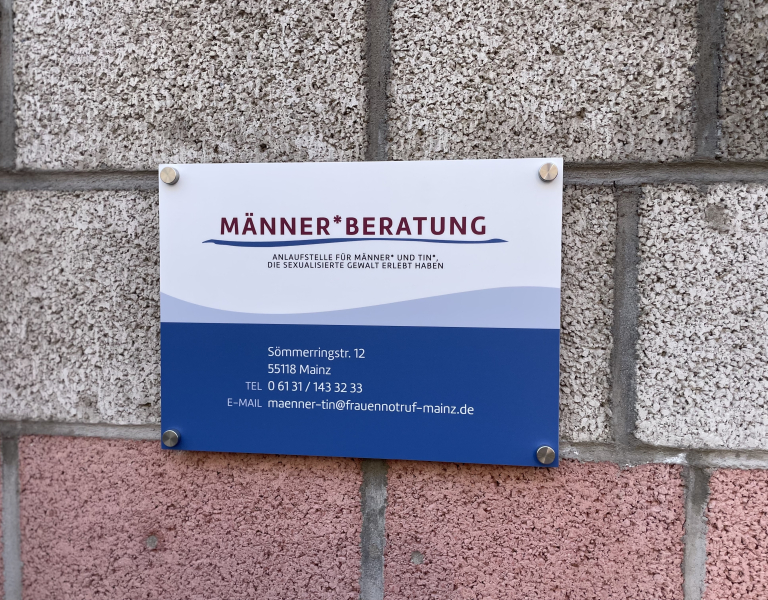 MÄNNER*BERATUNG
ANLAUFSTELLE FÜR MÄNNER* UND TIN*,
DIE SEXUALISIERTE GEWALT ERLEBT HABEN
Sömmerringstr. 12
55118 Mainz
TEL 0 61 31 / 143 32 33
E-MAIL maenner-tin@frauennotruf-mainz.de